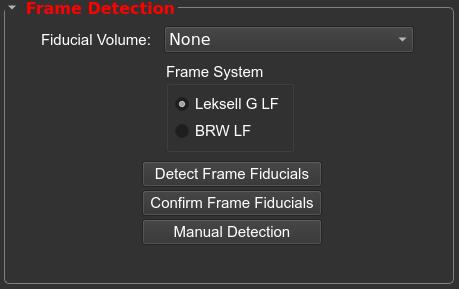 Frame Detection
Fiducial Volume: None
Frame System
Leksell G LF
BRW LF
Detect Frame Fiducials
Confirm Frame Fiducials
Manual Detection